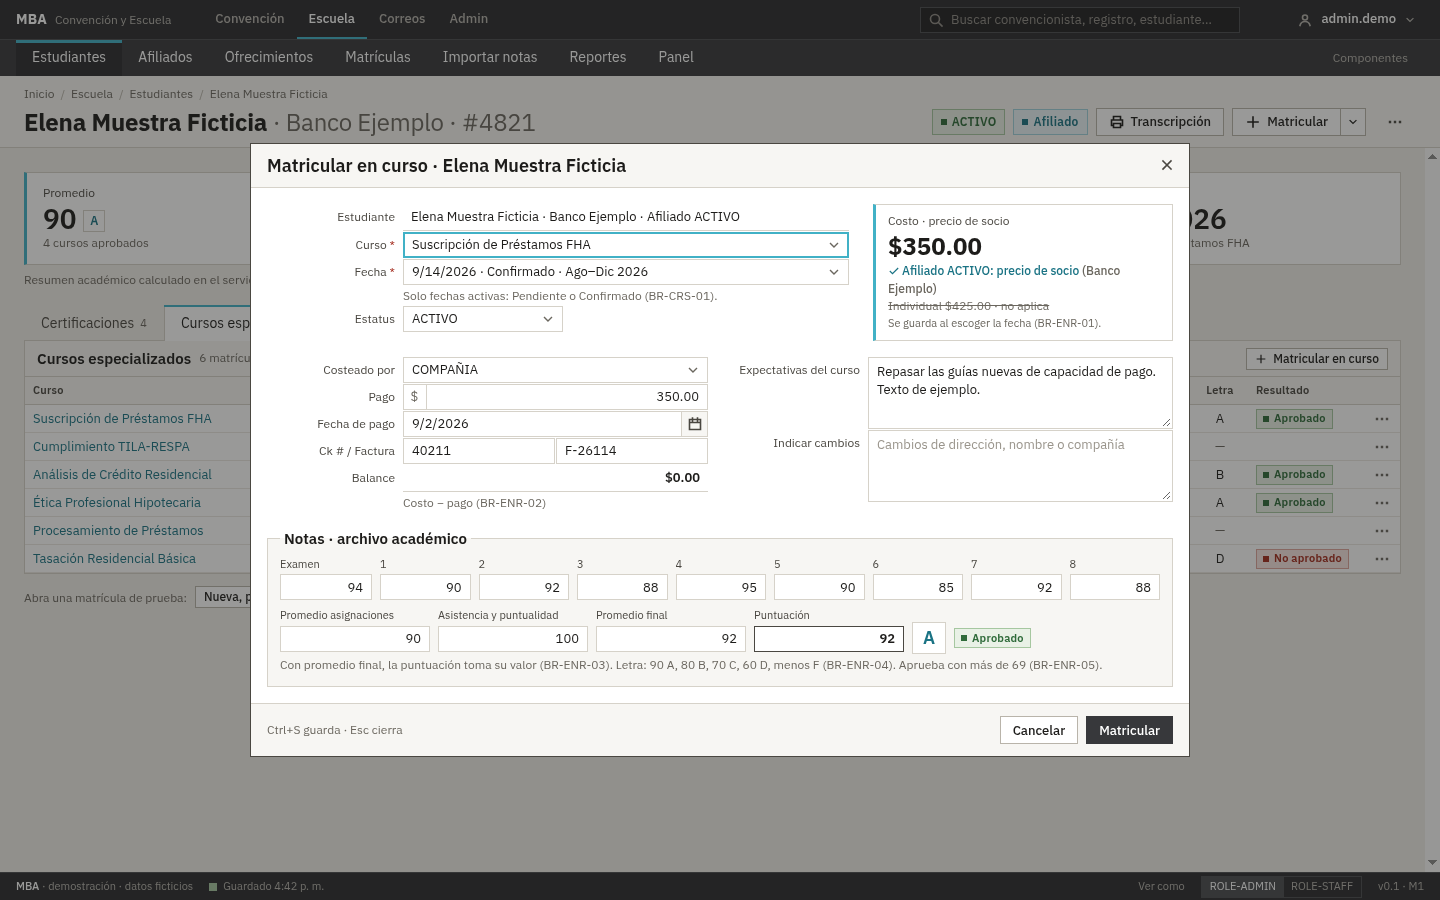 MBA Convención y Escuela Convención Escuela Correos Admin Buscar convencionista, registro, estudiante... admin.demo
Estudiantes Afiliados Ofrecimientos Matrículas Importar notas Reportes Panel Componentes
Inicio / Escuela / Estudiantes / Elena Muestra Ficticia
Elena Muestra Ficticia · Banco Ejemplo · #4821 ACTIVO Afiliado Transcripción Matricular
Matricular en curso · Elena Muestra Ficticia
Promedio
90 A
4 cursos aprobados
Resumen académico calculado en el servi
Certificaciones 4 Cursos esp
Cursos especializados 6 matrícu
Curso
Suscripción de Préstamos FHA
Cumplimiento TILA-RESPA
Análisis de Crédito Residencial
Ética Profesional Hipotecaria
Procesamiento de Préstamos
Tasación Residencial Básica
Abra una matrícula de prueba: Nueva, p
Estudiante Elena Muestra Ficticia · Banco Ejemplo · Afiliado ACTIVO
Curso * Suscripción de Préstamos FHA
Fecha * 9/14/2026 · Confirmado · Ago–Dic 2026
Solo fechas activas: Pendiente o Confirmado (BR-CRS-01).
Estatus ACTIVO
Costo · precio de socio
$350.00
✓ Afiliado ACTIVO: precio de socio (Banco
Ejemplo)
Individual $425.00 · no aplica
Se guarda al escoger la fecha (BR-ENR-01).
Costeado por COMPAÑIA
Pago $ 350.00
Fecha de pago 9/2/2026
Ck # / Factura 40211 F-26114
Balance $0.00
Costo − pago (BR-ENR-02)
Expectativas del curso Repasar las guías nuevas de capacidad de pago.
Texto de ejemplo.
Indicar cambios Cambios de dirección, nombre o compañía
Notas · archivo académico
Examen 1 2 3 4 5 6 7 8
94 90 92 88 95 90 85 92 88
Promedio asignaciones Asistencia y puntualidad Promedio final Puntuación
90 100 92 92 A Aprobado
Con promedio final, la puntuación toma su valor (BR-ENR-03). Letra: 90 A, 80 B, 70 C, 60 D, menos F (BR-ENR-04). Aprueba con más de 69 (BR-ENR-05).
Ctrl+S guarda · Esc cierra Cancelar Matricular
026
tamos FHA
Matricular en curso
Letra Resultado
A Aprobado
—
B Aprobado
A Aprobado
—
D No aprobado
MBA · demostración · datos ficticios Guardado 4:42 p. m. Ver como ROLE-ADMIN ROLE-STAFF v0.1 · M1